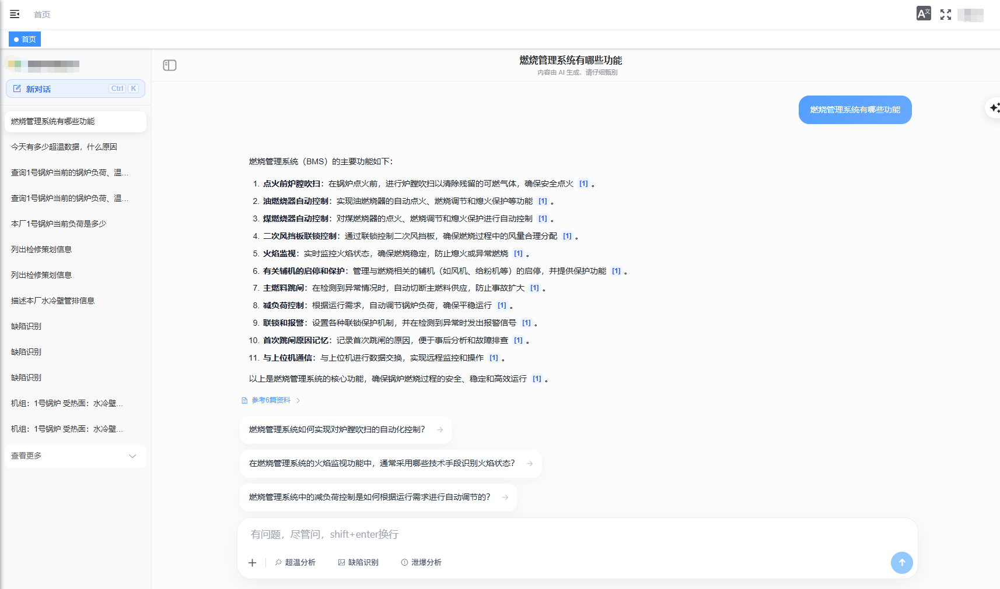 首页
A文
首页
新对话 Ctrl K
燃烧管理系统有哪些功能
今天有多少超温数据，什么原因
查询1号锅炉当前的锅炉负荷、温...
查询1号锅炉当前的锅炉负荷、温...
本厂1号锅炉当前负荷是多少
列出检修策划信息
列出检修策划信息
描述本厂水冷壁管排信息
缺陷识别
缺陷识别
缺陷识别
机组：1号锅炉 受热面：水冷壁...
机组：1号锅炉 受热面：水冷壁...
查看更多
燃烧管理系统有哪些功能
内容由 AI 生成，请仔细甄别
燃烧管理系统有哪些功能
燃烧管理系统（BMS）的主要功能如下：
1. 点火前炉膛吹扫：在锅炉点火前，进行炉膛吹扫以清除残留的可燃气体，确保安全点火 [1] 。
2. 油燃烧器自动控制：实现油燃烧器的自动点火、燃烧调节和熄火保护等功能 [1] 。
3. 煤燃烧器自动控制：对煤燃烧器的点火、燃烧调节和熄火保护进行自动控制 [1] 。
4. 二次风挡板联锁控制：通过联锁控制二次风挡板，确保燃烧过程中的风量合理分配 [1] 。
5. 火焰监视：实时监控火焰状态，确保燃烧稳定，防止熄火或异常燃烧 [1] 。
6. 有关辅机的启停和保护：管理与燃烧相关的辅机（如风机、给粉机等）的启停，并提供保护功能 [1] 。
7. 主燃料跳闸：在检测到异常情况时，自动切断主燃料供应，防止事故扩大 [1] 。
8. 减负荷控制：根据运行需求，自动调节锅炉负荷，确保平稳运行 [1] 。
9. 联锁和报警：设置各种联锁保护机制，并在检测到异常时发出报警信号 [1] 。
10. 首次跳闸原因记忆：记录首次跳闸的原因，便于事后分析和故障排查 [1] 。
11. 与上位机通信：与上位机进行数据交换，实现远程监控和操作 [1] 。
以上是燃烧管理系统的核心功能，确保锅炉燃烧过程的安全、稳定和高效运行 [1] 。
参考6篇资料
燃烧管理系统如何实现对炉膛吹扫的自动化控制？
在燃烧管理系统的火焰监视功能中，通常采用哪些技术手段识别火焰状态？
燃烧管理系统中的减负荷控制是如何根据运行需求进行自动调节的？
有问题，尽管问，shift+enter换行
超温分析 缺陷识别 泄爆分析